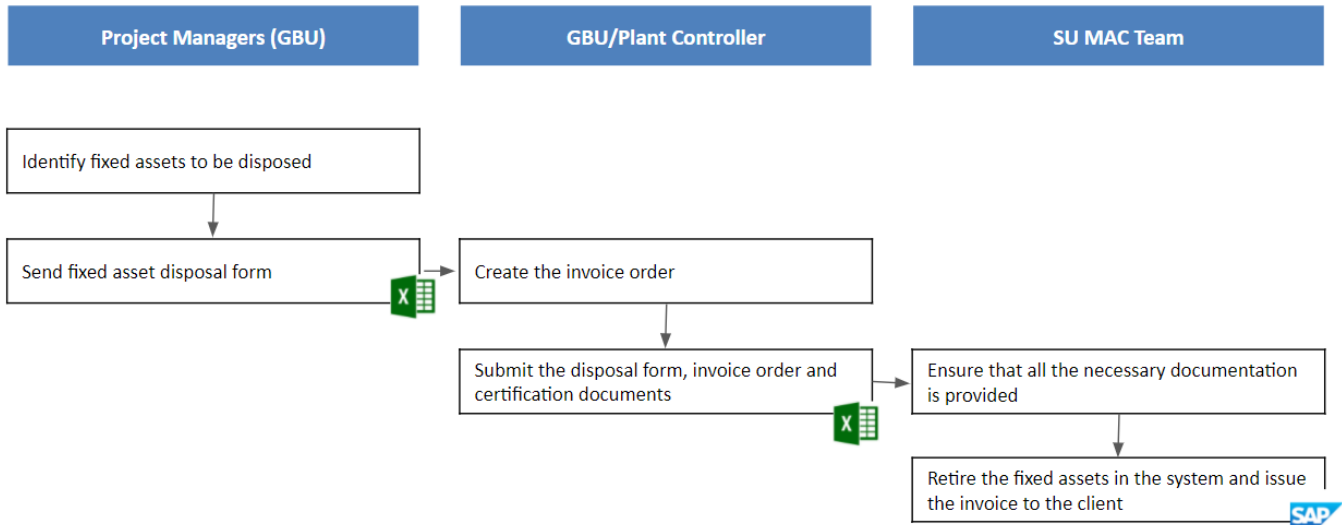 Project Managers (GBU)
GBU/Plant Controller
SU MAC Team
Identify fixed assets to be disposed
Send fixed asset disposal form
X
Create the invoice order
Submit the disposal form, invoice order and
certification documents
X
Ensure that all the necessary documentation
is provided
Retire the fixed assets in the system and issue
the invoice to the client
SAP